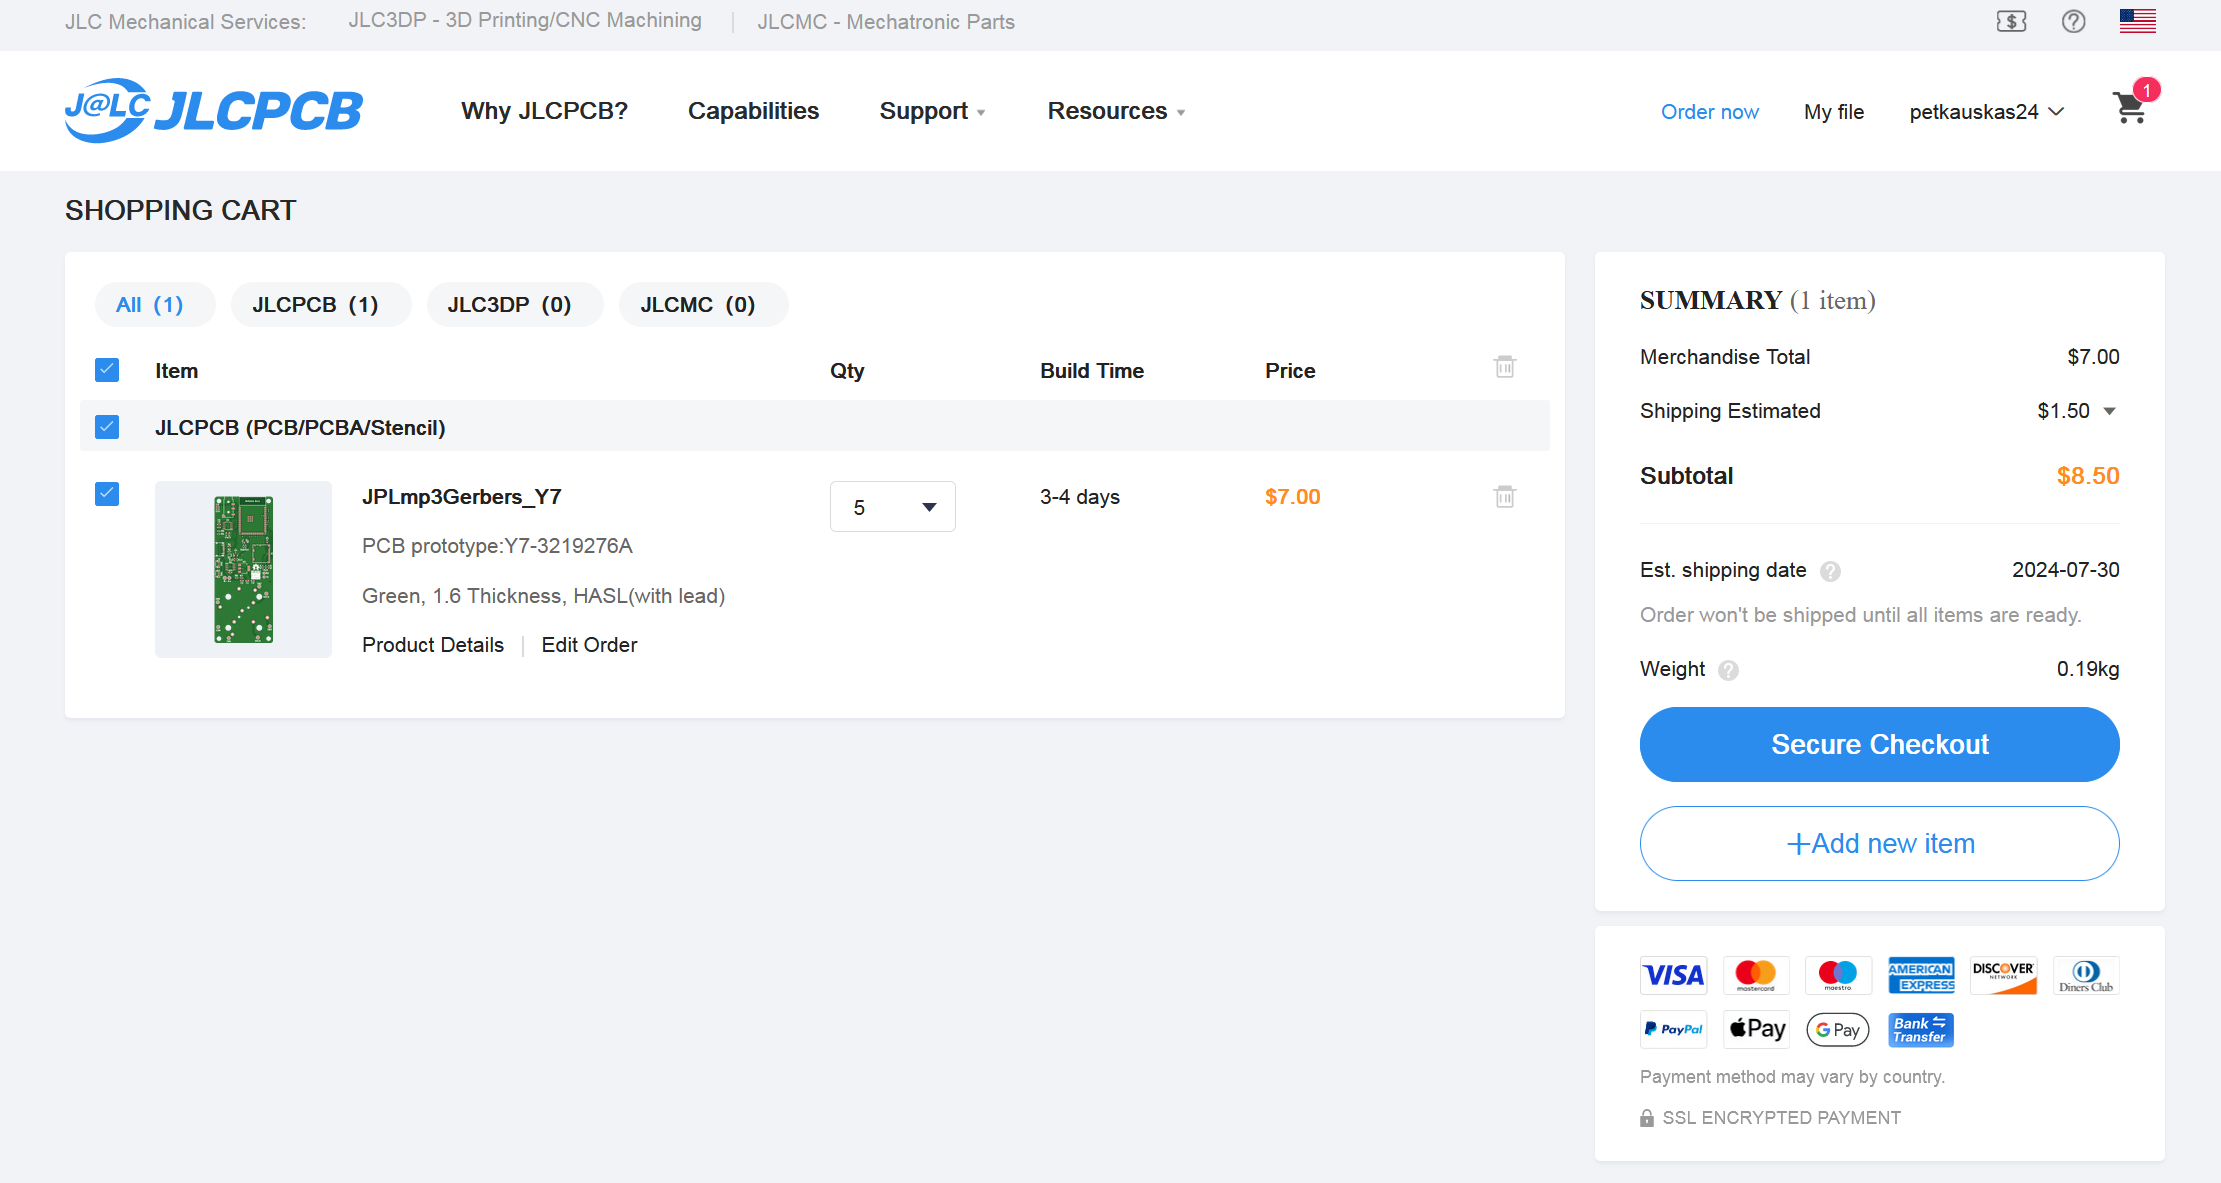 JLC Mechanical Services: JLC3DP - 3D Printing/CNC Machining JLCMC - Mechatronic Parts
J@LC JLCPCB Why JLCPCB? Capabilities Support Resources Order now My file petkauskas24 1
SHOPPING CART
All (1) JLCPCB (1) JLC3DP (0) JLCMC (0)
Item Qty Build Time Price
JLCPCB (PCB/PCBA/Stencil)
JPLmp3Gerbers_Y7 5 3-4 days $7.00
PCB prototype:Y7-3219276A
Green, 1.6 Thickness, HASL(with lead)
Product Details Edit Order
SUMMARY (1 item)
Merchandise Total $7.00
Shipping Estimated $1.50
Subtotal $8.50
Est. shipping date 2024-07-30
Order won't be shipped until all items are ready.
Weight 0.19kg
Secure Checkout
+Add new item
VISA mastercard maestro AMERICAN EXPRESS DISCOVER NETWORK Diners Club
PayPal Pay G Pay Bank Transfer
Payment method may vary by country.
SSL ENCRYPTED PAYMENT